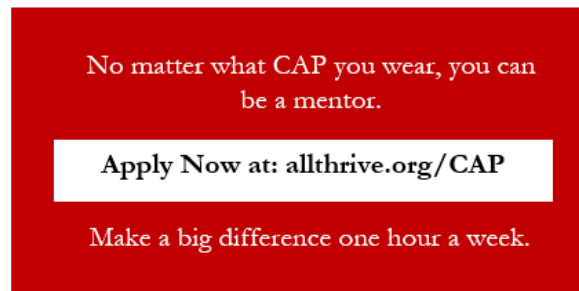 No matter what CAP you wear, you can
be a mentor.
Apply Now at: allthrive.org/CAP
Make a big difference one hour a week.